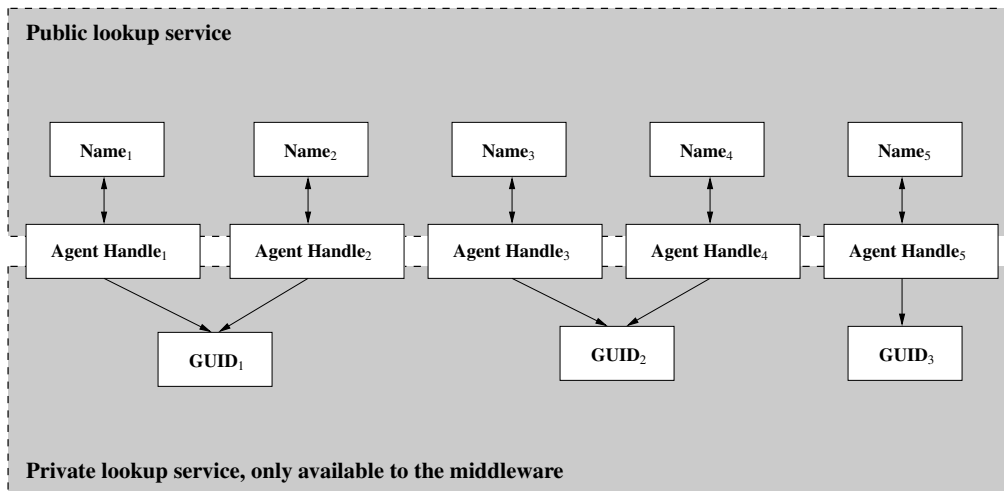 Public lookup service
Name₁ Name₂ Name₃ Name₄ Name₅
Agent Handle₁ Agent Handle₂ Agent Handle₃ Agent Handle₄ Agent Handle₅
GUID₁ GUID₂ GUID₃
Private lookup service, only available to the middleware